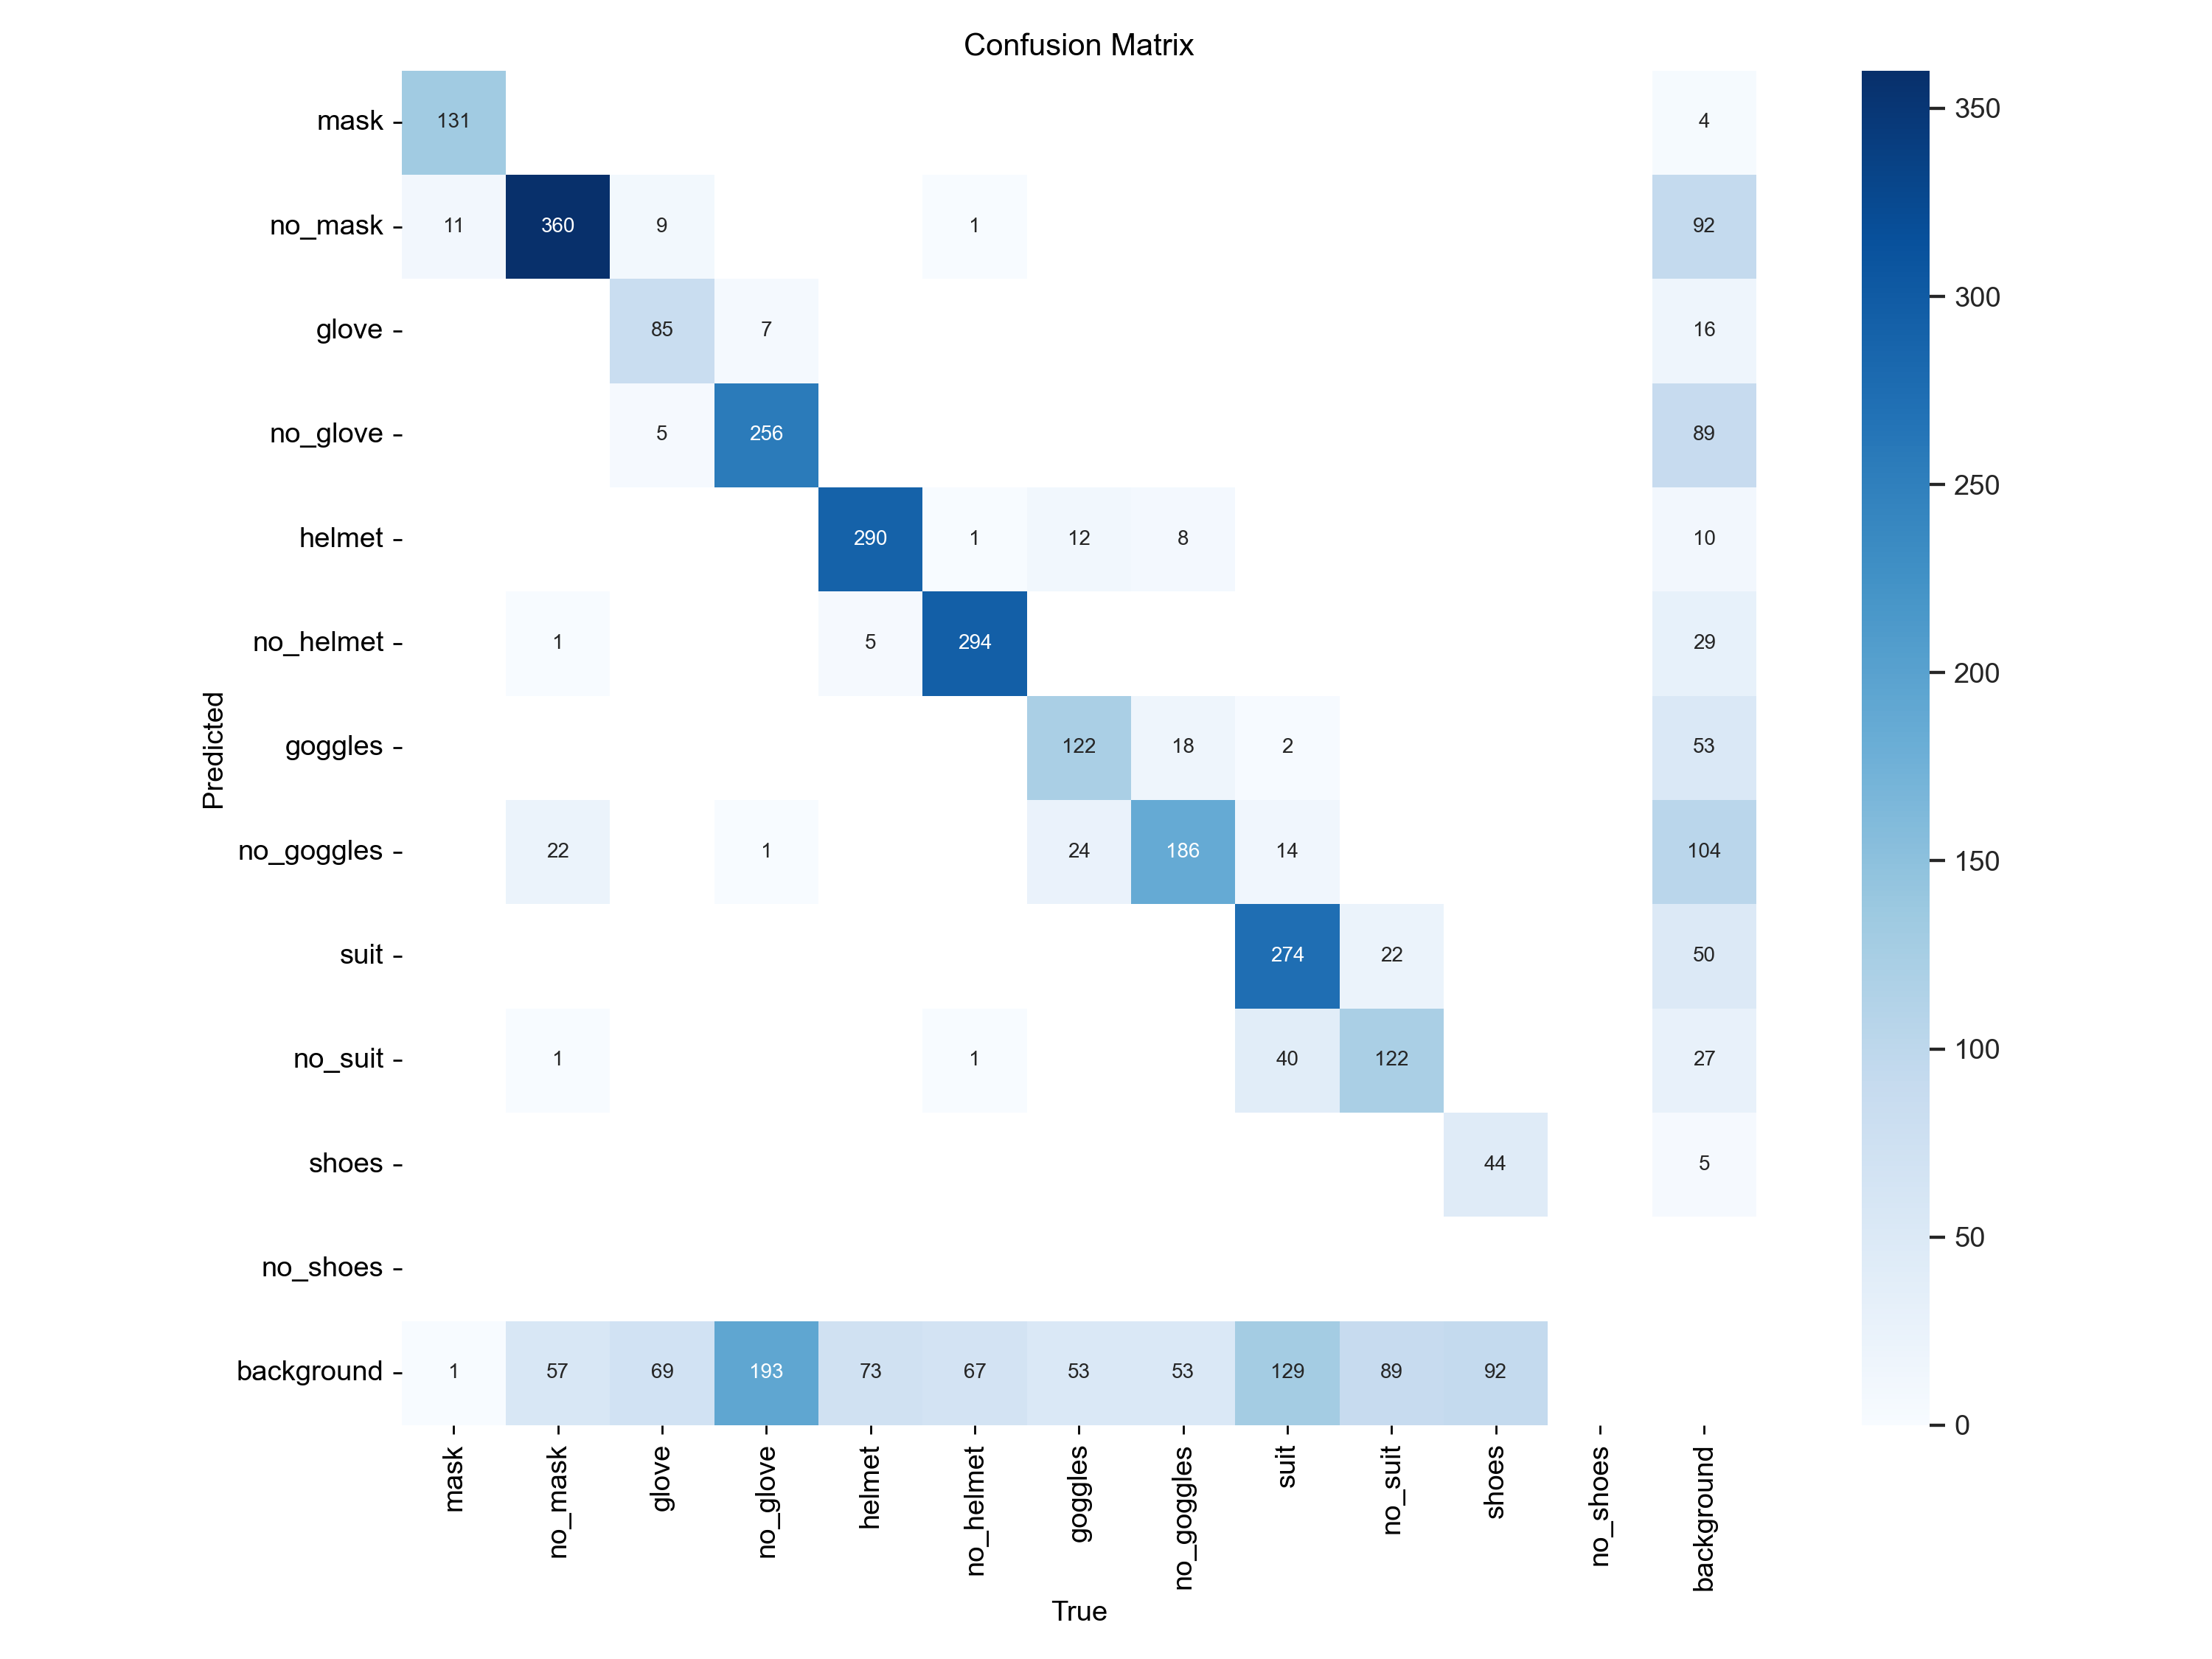 Confusion Matrix
mask 131 4
no_mask 11 360 9 1 92
glove 85 7 16
no_glove 5 256 89
helmet 290 1 12 8 10
no_helmet 1 5 294 29
goggles 122 18 2 53
no_goggles 22 1 24 186 14 104
suit 274 22 50
no_suit 1 1 40 122 27
shoes 44 5
no_shoes
background 1 57 69 193 73 67 53 53 129 89 92
mask no_mask glove no_glove helmet no_helmet goggles no_goggles suit no_suit shoes no_shoes background
True
Predicted
350
300
250
200
150
100
50
0